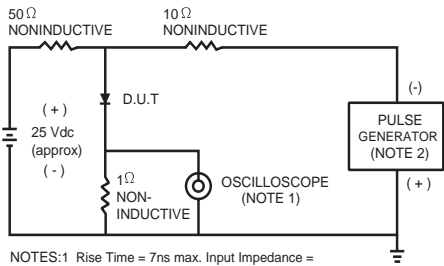 50Ω
NONINDUCTIVE
10Ω
NONINDUCTIVE
(-)
D.U.T
(+)
25 Vdc
(approx)
(-)
PULSE
GENERATOR
(NOTE 2)
1Ω
NON-
INDUCTIVE
OSCILLOSCOPE
(NOTE 1)
(+)
NOTES:1 Rise Time = 7ns max. Input Impedance =